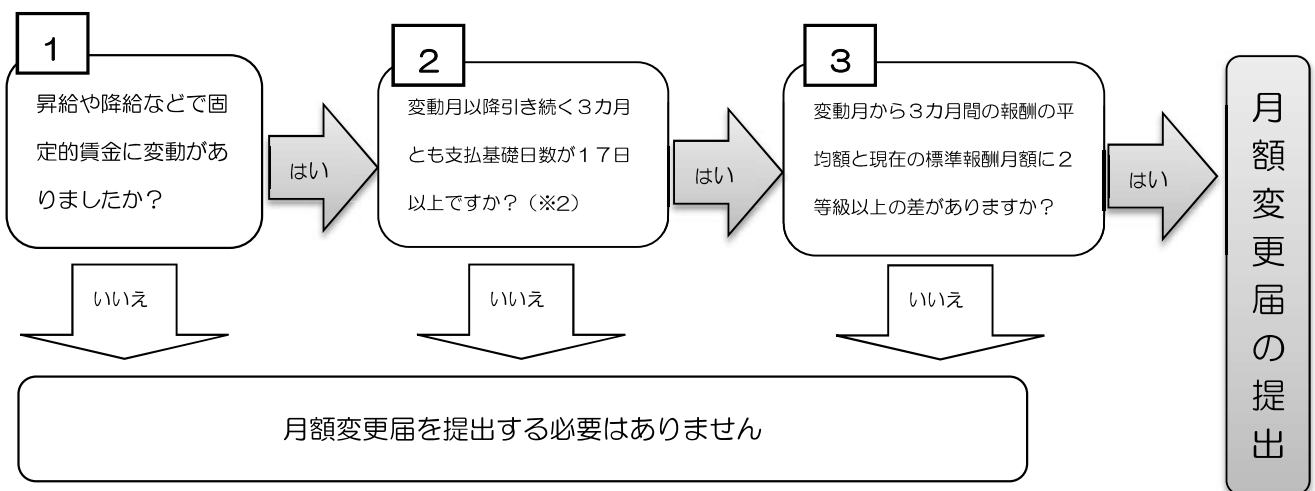 1
昇給や降給などで固
定的賃金に変動があ
りましたか？
はい
いいえ
2
変動月以降引き続く３カ月
とも支払基礎日数が１７日
以上ですか？（※2）
はい
いいえ
3
変動月から３カ月間の報酬の平
均額と現在の標準報酬月額に２
等級以上の差がありますか？
はい
いいえ
月額変更届の提出
月額変更届を提出する必要はありません